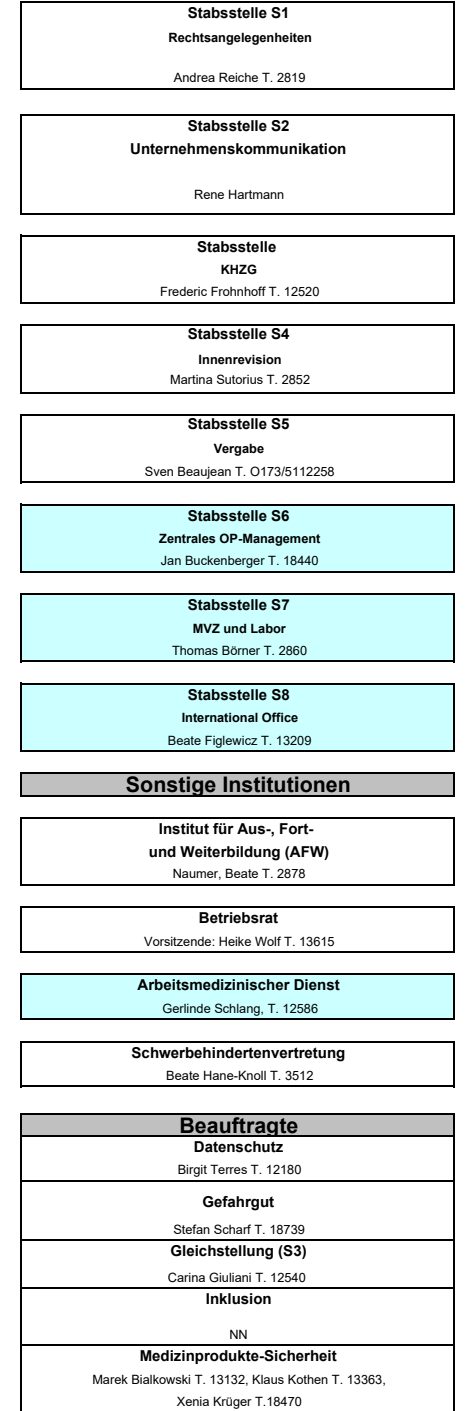 Stabsstelle S1
Rechtsangelegenheiten
Andrea Reiche T. 2819
Stabsstelle S2
Unternehmenskommunikation
Rene Hartmann
Stabsstelle
KHZG
Frederic Frohnhoff T. 12520
Stabsstelle S4
Innenrevision
Martina Sutorius T. 2852
Stabsstelle S5
Vergabe
Sven Beaujean T. O173/5112258
Stabsstelle S6
Zentrales OP-Management
Jan Buckenberger T. 18440
Stabsstelle S7
MVZ und Labor
Thomas Börner T. 2860
Stabsstelle S8
International Office
Beate Figlewicz T. 13209
Sonstige Institutionen
Institut für Aus-, Fort-
und Weiterbildung (AFW)
Naumer, Beate T. 2878
Betriebsrat
Vorsitzende: Heike Wolf T. 13615
Arbeitsmedizinischer Dienst
Gerlinde Schlang, T. 12586
Schwerbehindertenvertretung
Beate Hane-Knoll T. 3512
Beauftragte
Datenschutz
Birgit Terres T. 12180
Gefahrgut
Stefan Scharf T. 18739
Gleichstellung (S3)
Carina Giuliani T. 12540
Inklusion
NN
Medizinprodukte-Sicherheit
Marek Bialkowski T. 13132, Klaus Kothen T. 13363,
Xenia Krüger T.18470